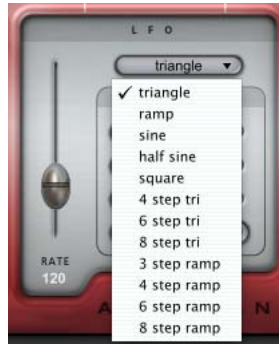 LFO
triangle
✓ triangle
ramp
sine
half sine
square
4 step tri
6 step tri
8 step tri
3 step ramp
4 step ramp
6 step ramp
8 step ramp
RATE
120
A
N